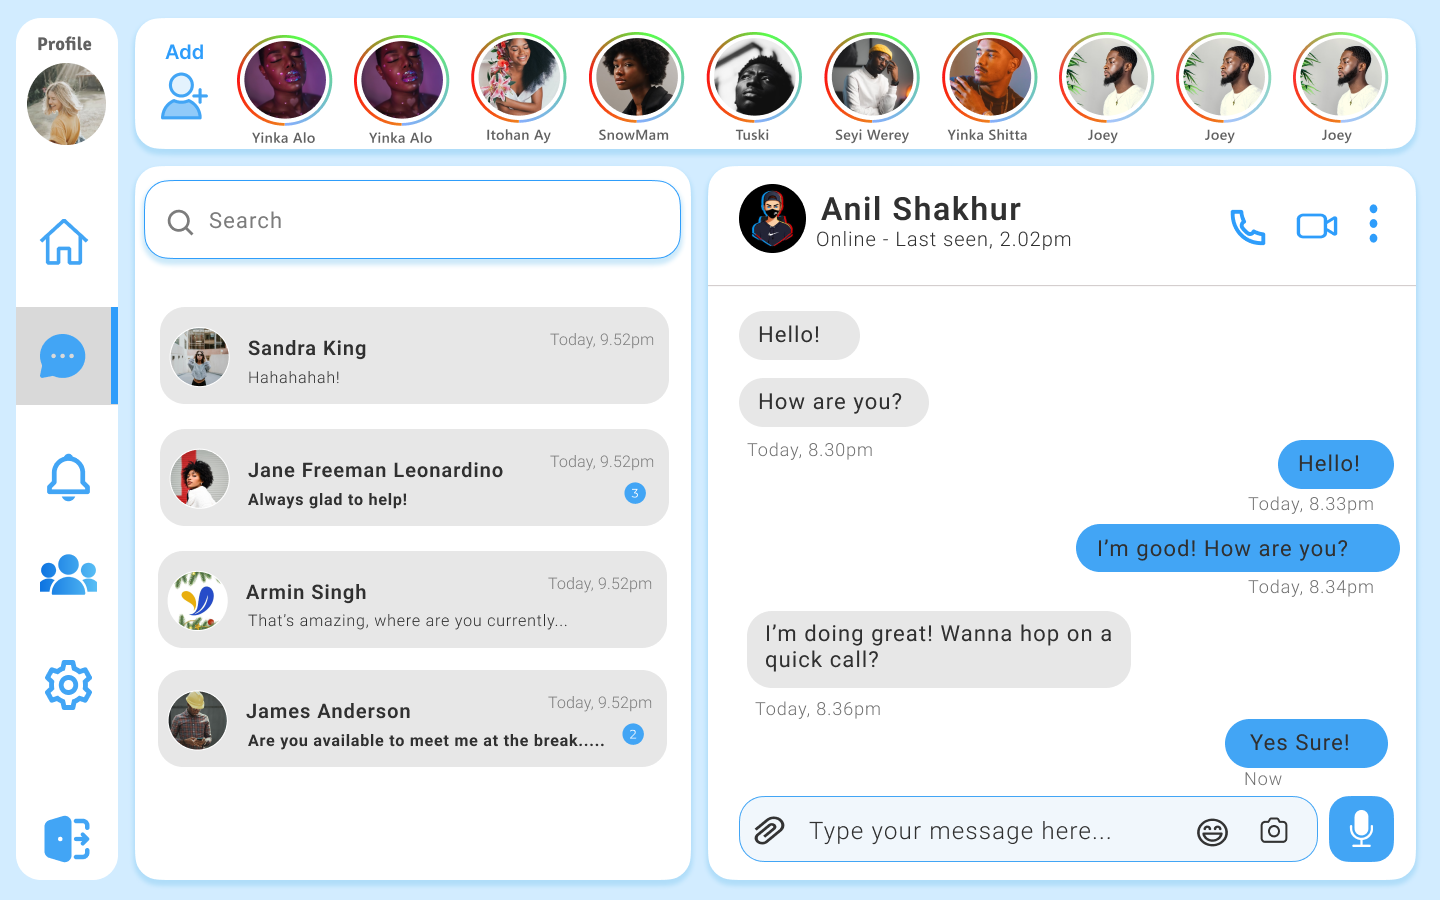 Profile
Add
Yinka Alo
Yinka Alo
Itohan Ay
SnowMam
Tuski
Seyi Werey
Yinka Shitta
Joey
Joey
Joey
Search
Sandra King
Today, 9.52pm
Hahahahah!
Jane Freeman Leonardino
Today, 9.52pm
Always glad to help!
3
Armin Singh
Today, 9.52pm
That's amazing, where are you currently...
James Anderson
Today, 9.52pm
Are you available to meet me at the break.....
2
Anil Shakhur
Online - Last seen, 2.02pm
Hello!
How are you?
Today, 8.30pm
Hello!
Today, 8.33pm
I’m good! How are you?
Today, 8.34pm
I’m doing great! Wanna hop on a
quick call?
Today, 8.36pm
Yes Sure!
Now
Type your message here...